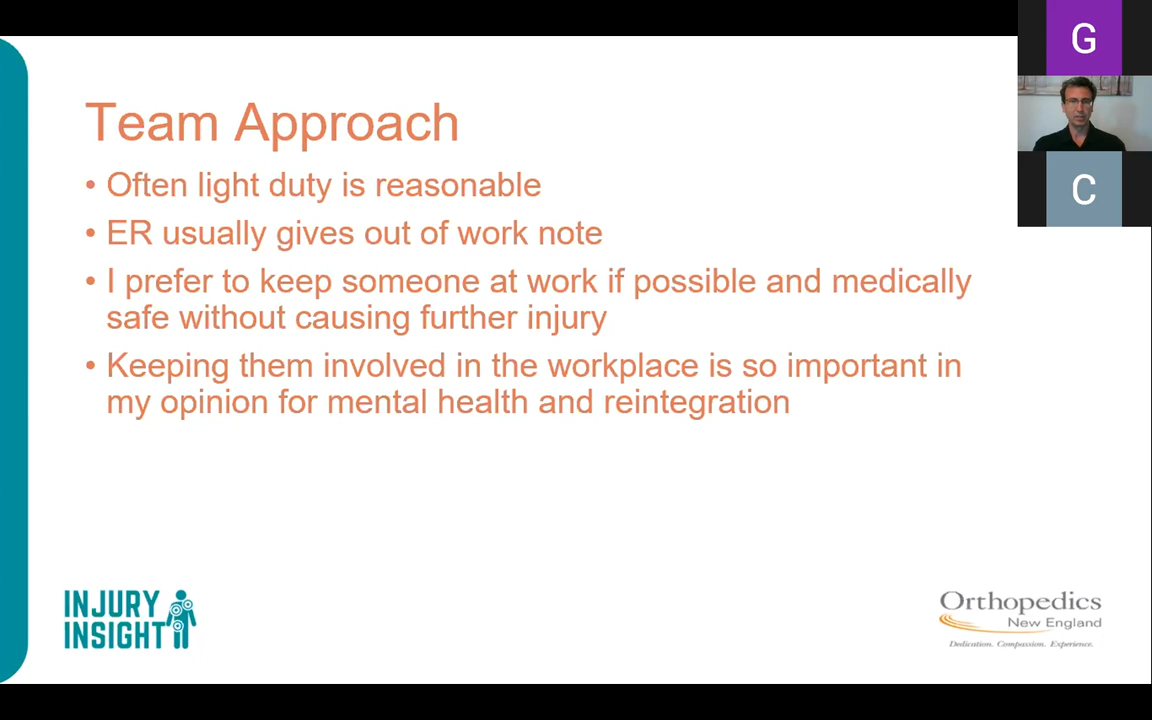 G
Team Approach
• Often light duty is reasonable
• ER usually gives out of work note
C
• I prefer to keep someone at work if possible and medically
safe without causing further injury
• Keeping them involved in the workplace is so important in
my opinion for mental health and reintegration
INJURY
INSIGHT
Orthopedics
New England
Dedication. Compassion. Experience.